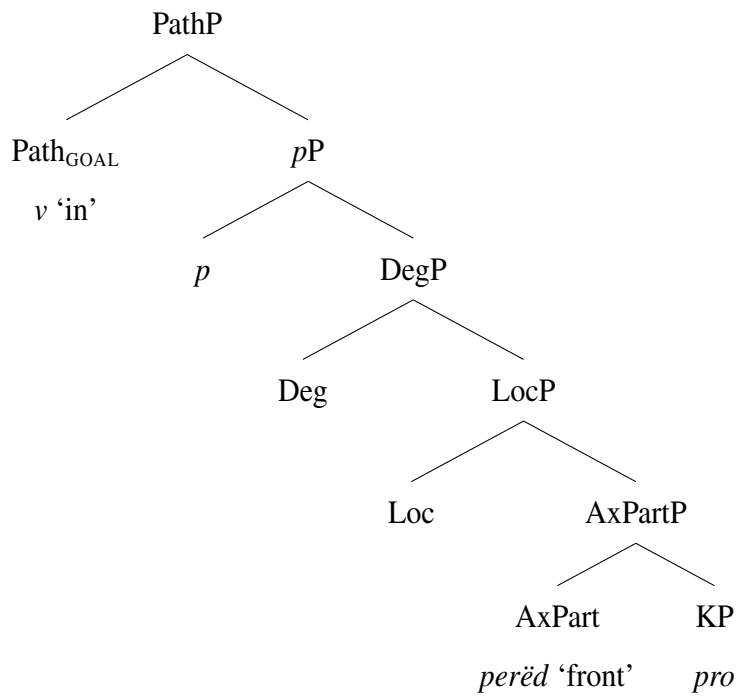 PathP
Path_GOAL pP
v ‘in’
p DegP
Deg LocP
Loc AxPartP
AxPart KP
perëd ‘front’ pro